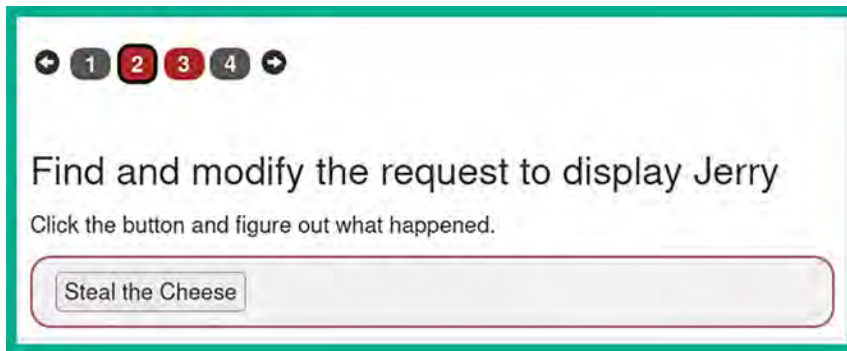 1 2 3 4
Find and modify the request to display Jerry
Click the button and figure out what happened.
Steal the Cheese